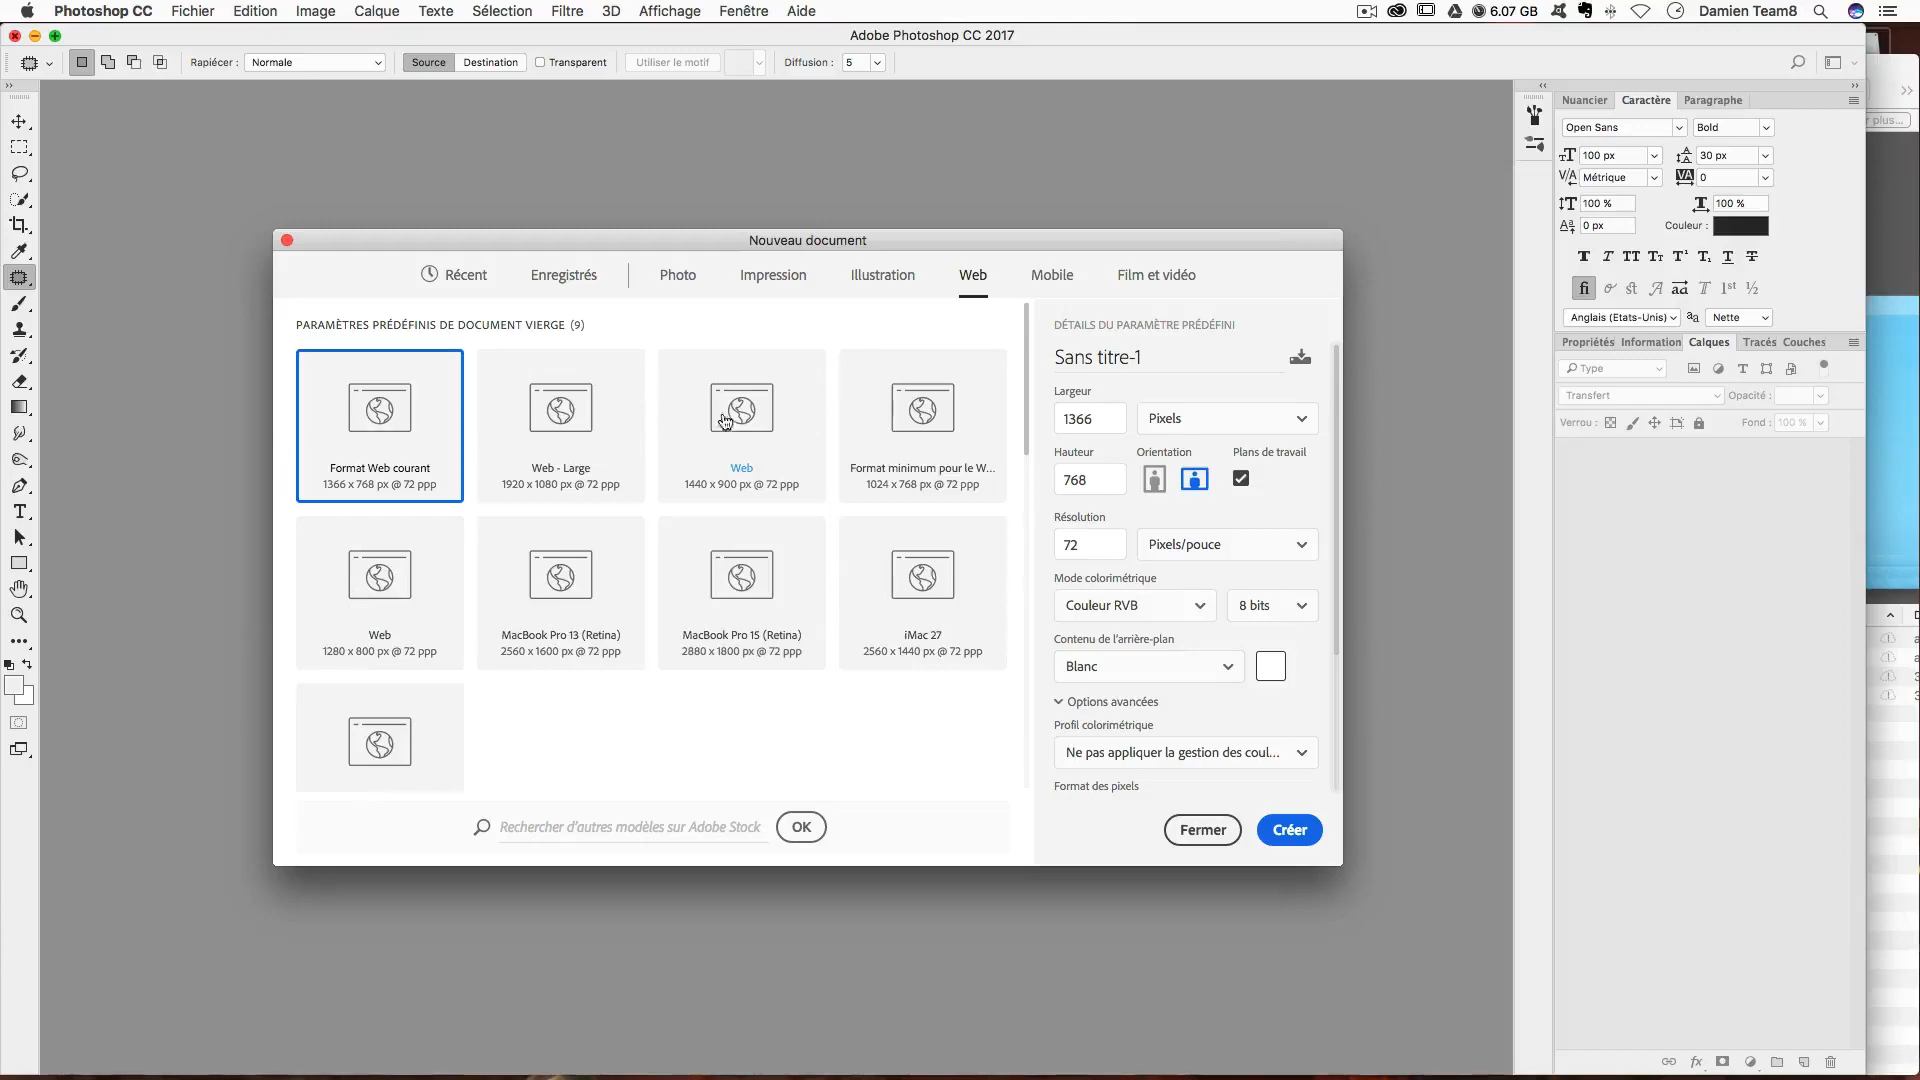 Photoshop CC Fichier Edition Image Calque Texte Sélection Filtre 3D Affichage Fenêtre Aide 6.07 GB Damien Team8
Adobe Photoshop CC 2017
Rapiécer : Normale Source Destination Transparent Utiliser le motif Diffusion : 5
Nuancier Caractère Paragraphe
r plus...
Open Sans Bold
100 px 30 px
Métrique 0
100 % 100 %
0 px Couleur :
Anglais (Etats-Unis) Nette
Propriétés Information Calques Tracés Couches
Type
Transfert Opacité :
Verrou : Fond : 100 %
Nouveau document
Récent Enregistrés Photo Impression Illustration Web Mobile Film et vidéo
PARAMÈTRES PRÉDÉFINIS DE DOCUMENT VIERGE (9)
Format Web courant
1366 x 768 px @ 72 ppp
Web - Large
1920 x 1080 px @ 72 ppp
Web
1440 x 900 px @ 72 ppp
Format minimum pour le W...
1024 x 768 px @ 72 ppp
Web
1280 x 800 px @ 72 ppp
MacBook Pro 13 (Retina)
2560 x 1600 px @ 72 ppp
MacBook Pro 15 (Retina)
2880 x 1800 px @ 72 ppp
iMac 27
2560 x 1440 px @ 72 ppp
Rechercher d'autres modèles sur Adobe Stock OK
DÉTAILS DU PARAMÈTRE PRÉDÉFINI
Sans titre-1
Largeur
1366 Pixels
Hauteur Orientation Plans de travail
768
Résolution
72 Pixels/pouce
Mode colorimétrique
Couleur RVB 8 bits
Contenu de l'arrière-plan
Blanc
Options avancées
Profil colorimétrique
Ne pas appliquer la gestion des coul...
Format des pixels
Fermer Créer